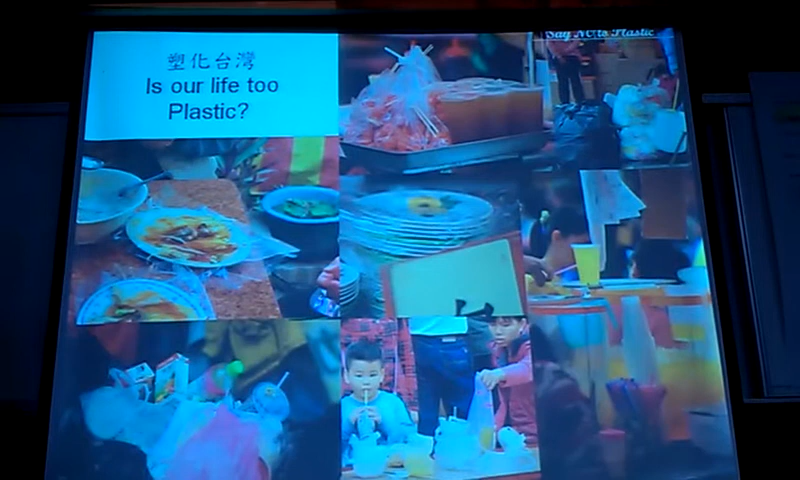 Say NO to Plastic
塑化台灣
Is our life too
Plastic?